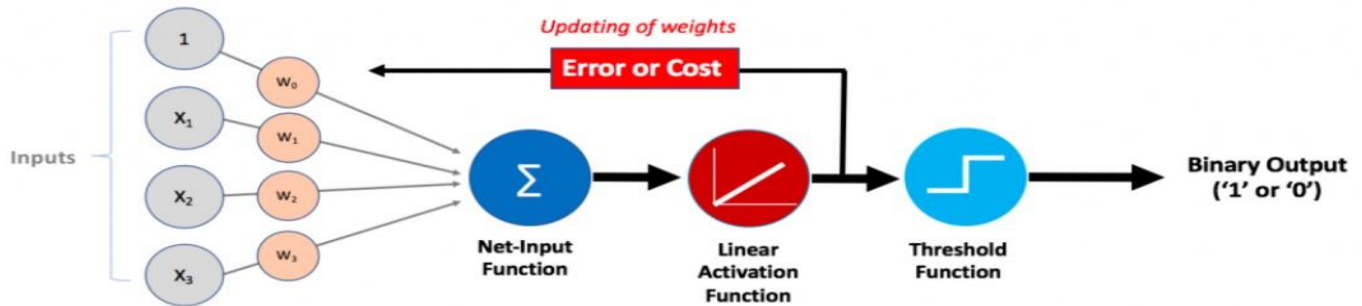 Updating of weights
Error or Cost
Inputs
1
X₁
X₂
X₃
w₀
w₁
w₂
w₃
Σ
Net-Input
Function
Linear
Activation
Function
Threshold
Function
Binary Output
(‘1’ or ‘0’)